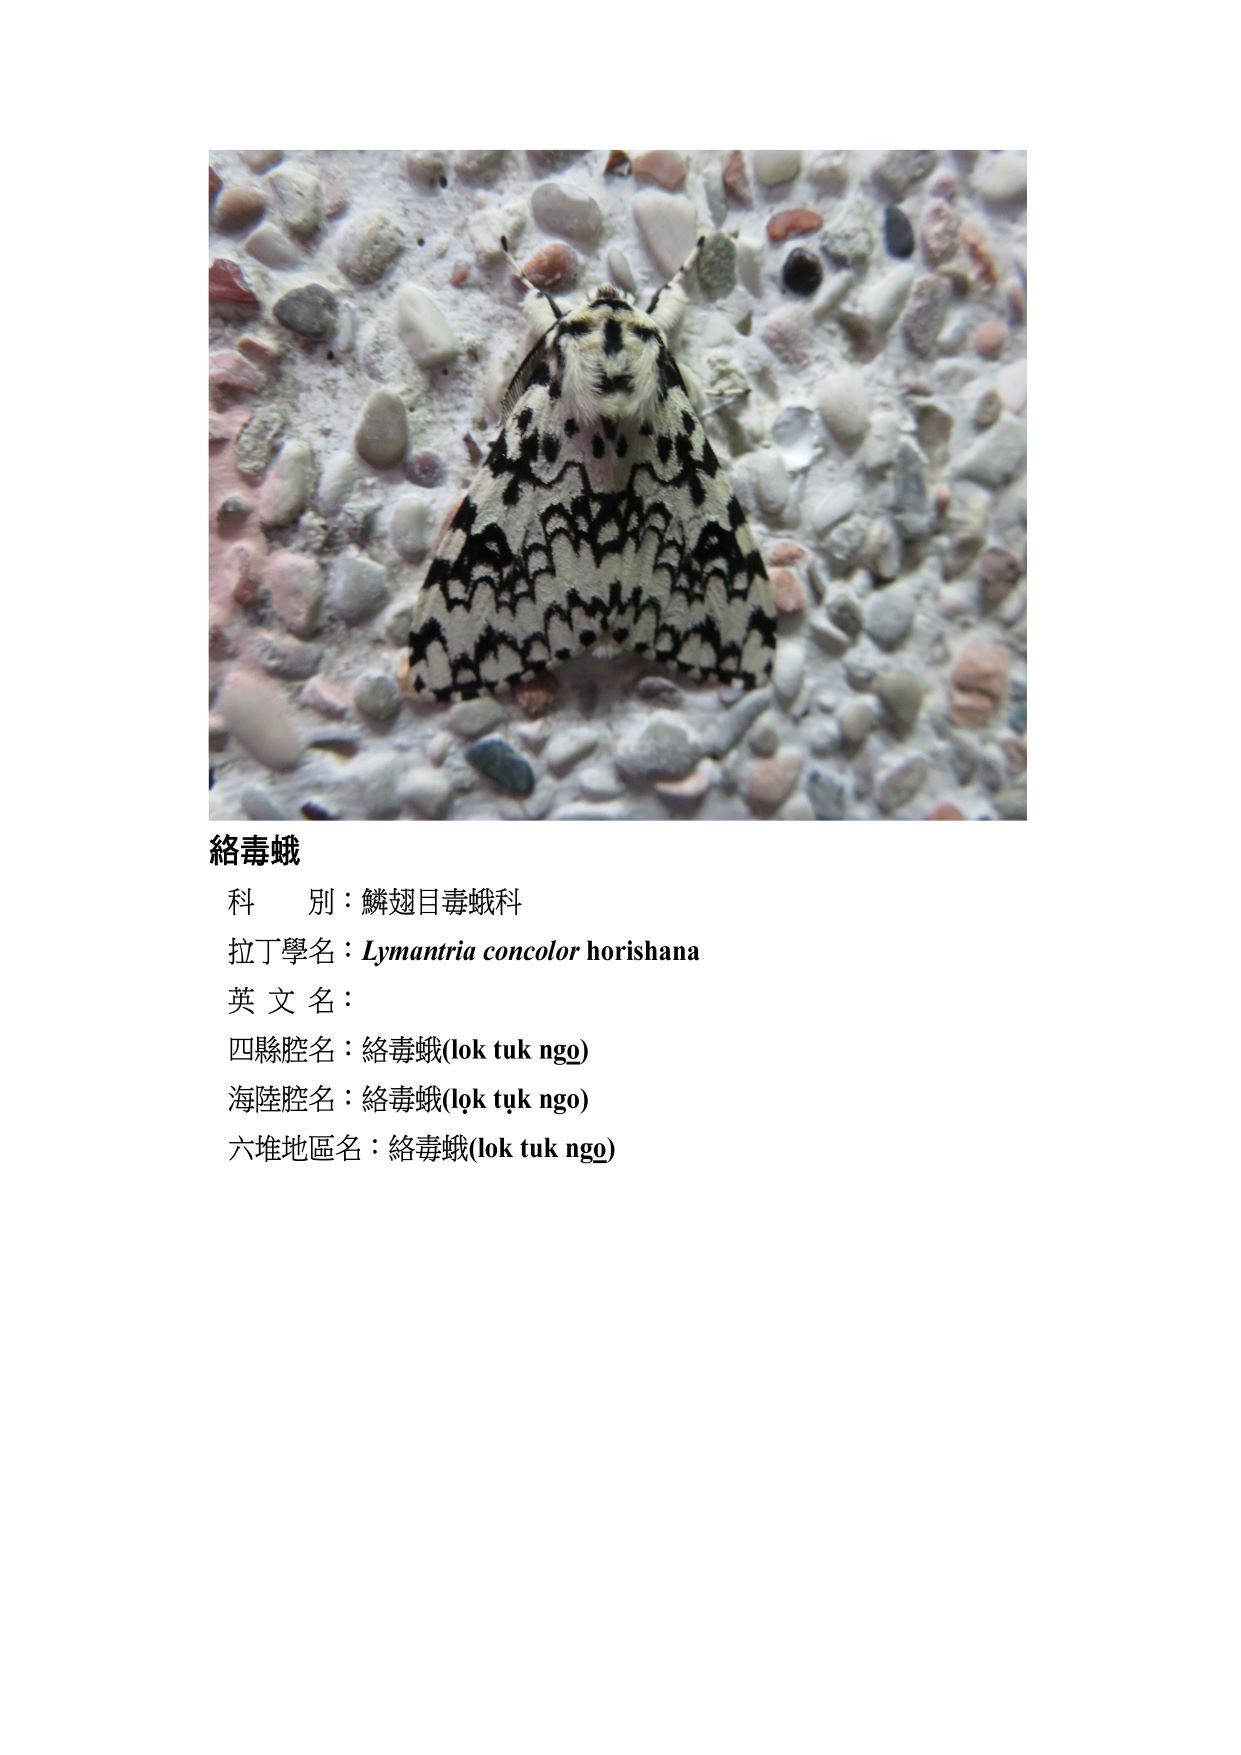 絡毒蛾
科　　別：鱗翅目毒蛾科
拉丁學名：Lymantria concolor horishana
英 文 名：
四縣腔名：絡毒蛾(lok tuk ngo̲)
海陸腔名：絡毒蛾(lọk tụk ngo)
六堆地區名：絡毒蛾(lok tuk ngo̲)